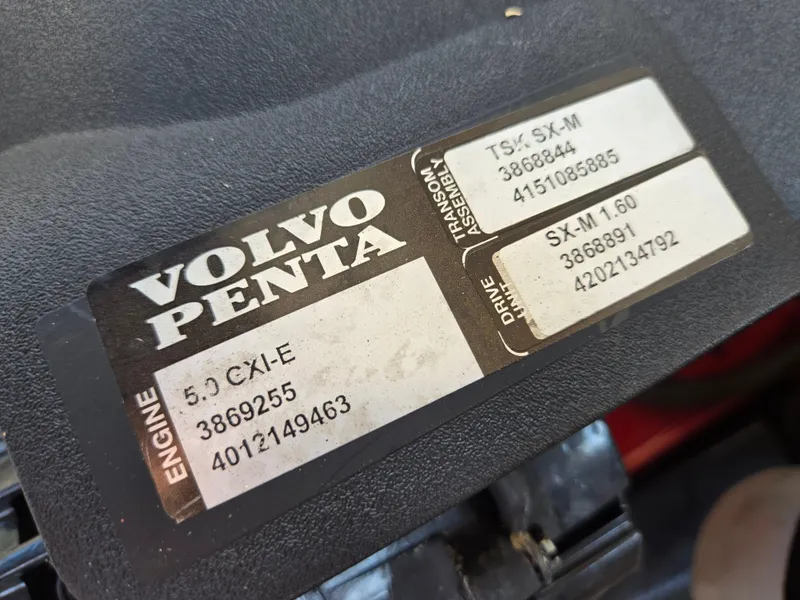 VOLVO
PENTA
ENGINE
5.0 CXI-E
3869255
4012149463
TRANSOM
ASSEMBLY
TSK SX-M
3868844
4151085885
DRIVE
UNIT
SX-M 1.60
3868891
4202134792